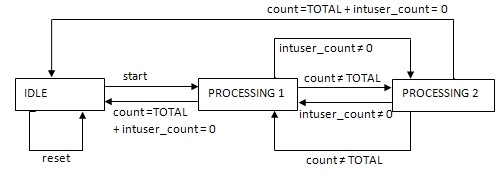 count=TOTAL + intuser_count = 0
intuser_count ≠ 0
start
count ≠ TOTAL
IDLE
PROCESSING 1
PROCESSING 2
count=TOTAL
+ intuser_count = 0
intuser_count ≠ 0
reset
count ≠ TOTAL